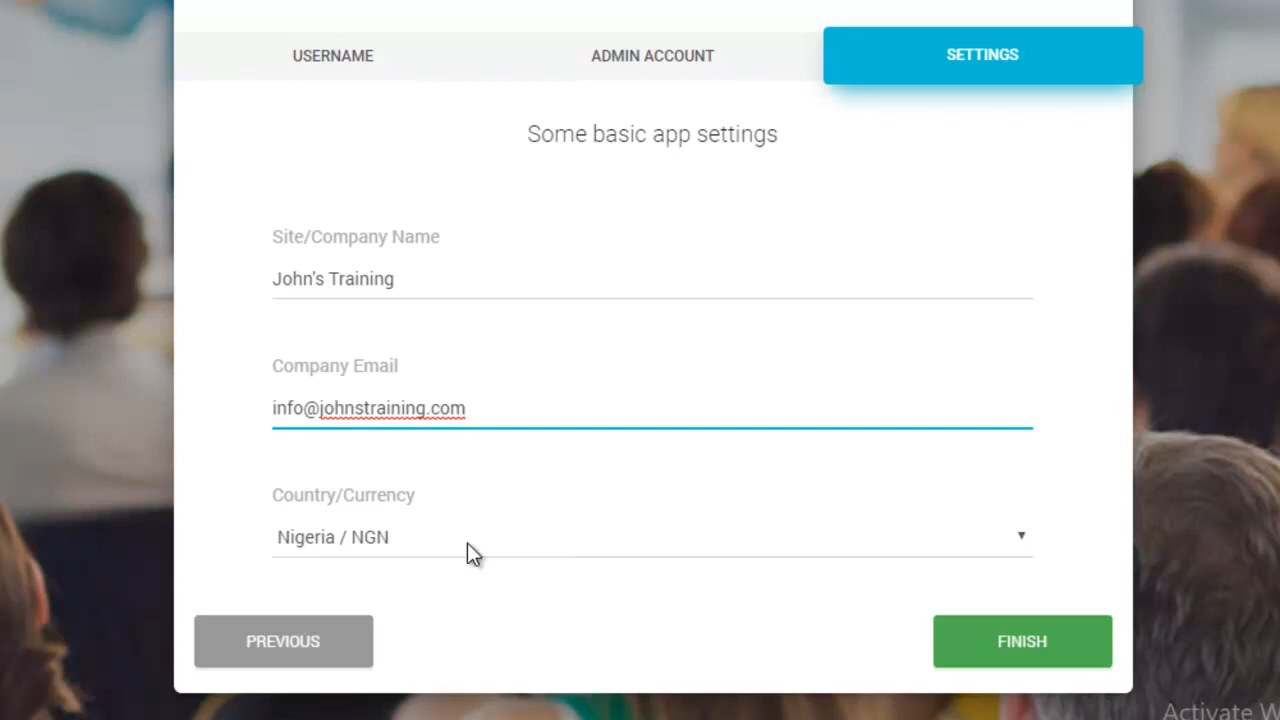 USERNAME ADMIN ACCOUNT SETTINGS
Some basic app settings
Site/Company Name
John's Training
Company Email
info@johnstraining.com
Country/Currency
Nigeria / NGN
PREVIOUS FINISH
Activate